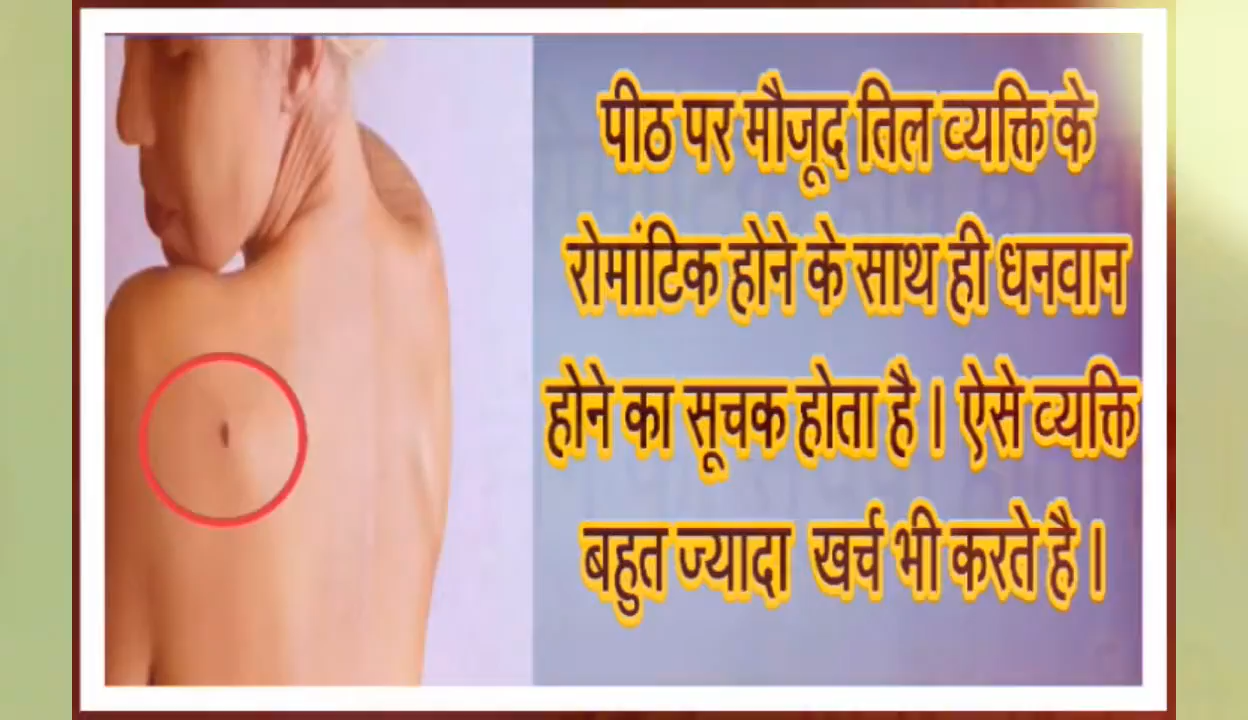 पीठ पर मौजूद तिल व्यक्ति के
रोमांटिक होने के साथ ही धनवान
होने का सूचक होता है । ऐसे व्यक्ति
बहुत ज्यादा खर्च भी करते है ।